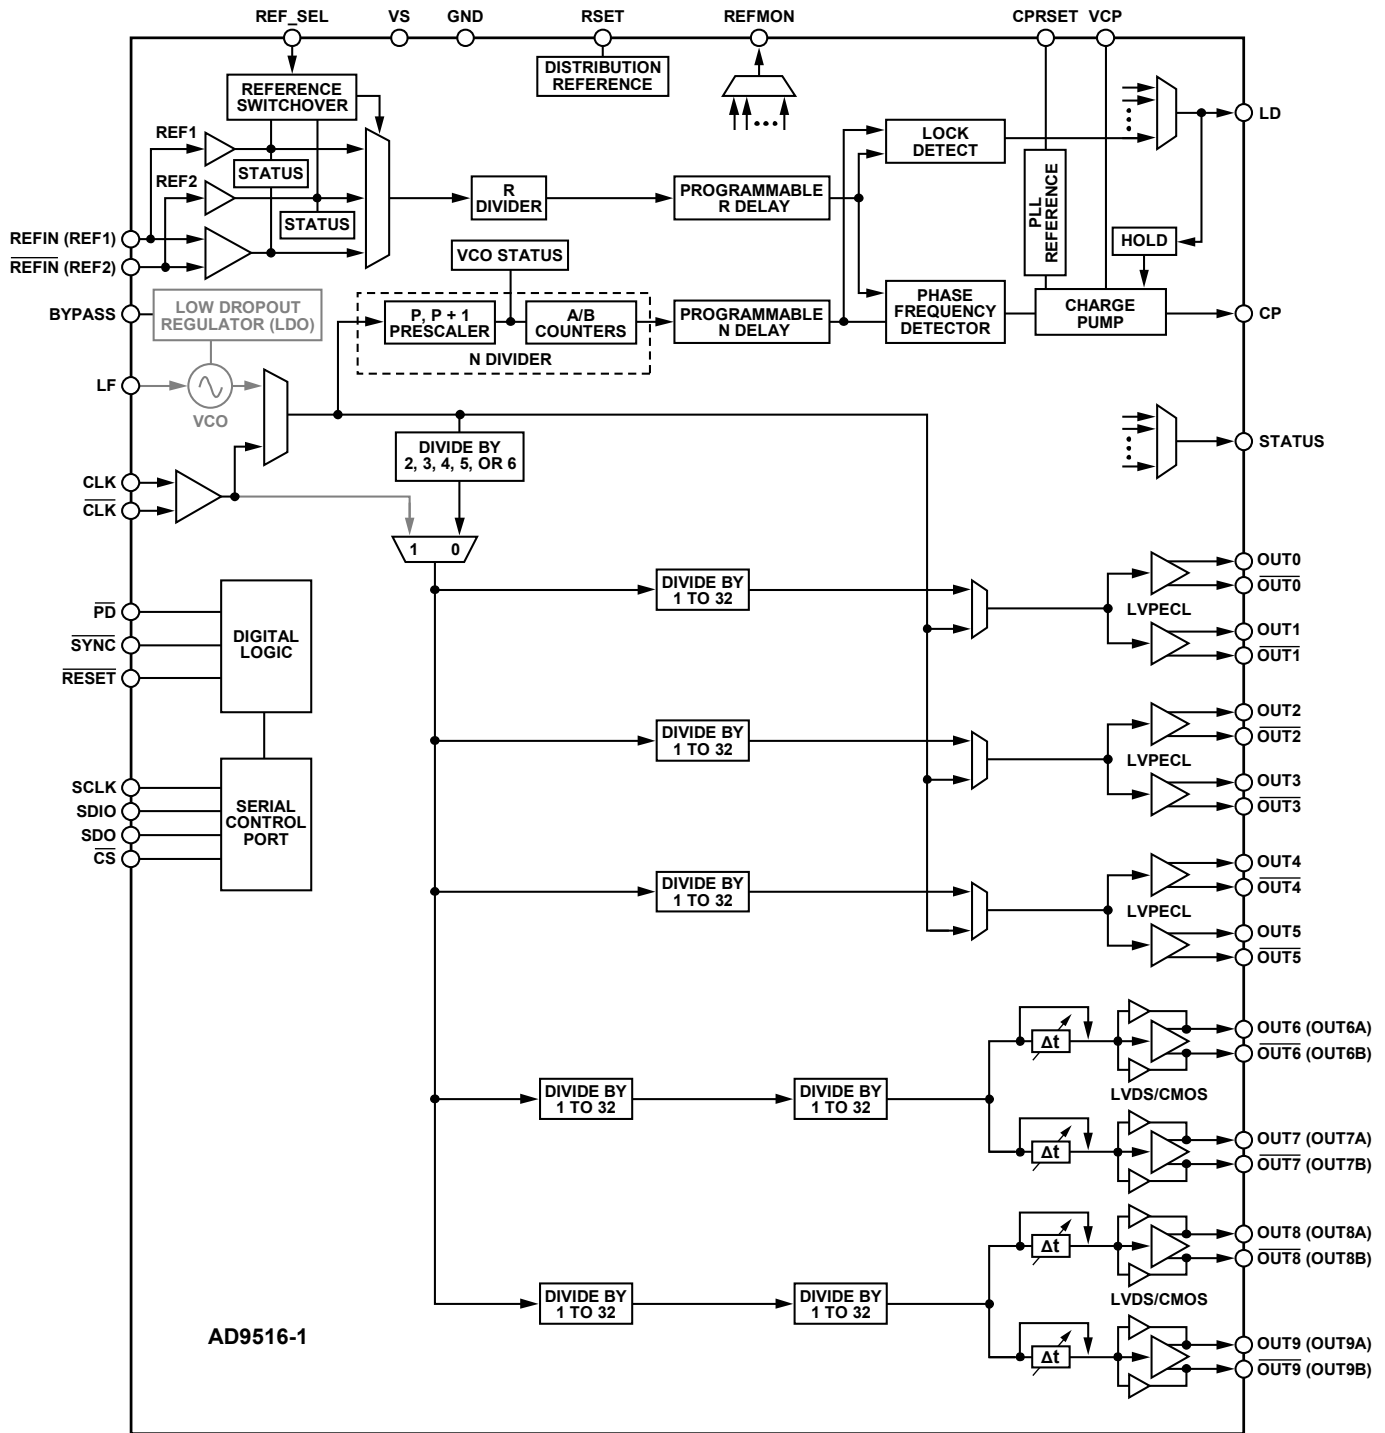 REF_SEL VS GND RSET REFMON CPRSET VCP
DISTRIBUTION
REFERENCE
REFERENCE
SWITCHOVER
REF1
STATUS
REF2
STATUS
REFIN (REF1)
REFIN (REF2)
BYPASS
LOW DROPOUT
REGULATOR (LDO)
LF
VCO
R
DIVIDER
VCO STATUS
P, P + 1
PRESCALER
A/B
COUNTERS
N DIVIDER
PROGRAMMABLE
R DELAY
PROGRAMMABLE
N DELAY
LOCK
DETECT
PHASE
FREQUENCY
DETECTOR
PLL
REFERENCE
HOLD
CHARGE
PUMP
LD
CP
STATUS
CLK
CLK
DIVIDE BY
2, 3, 4, 5, OR 6
1 0
PD
SYNC
RESET
DIGITAL
LOGIC
SCLK
SDIO
SDO
CS
SERIAL
CONTROL
PORT
DIVIDE BY
1 TO 32
LVPECL
OUT0
OUT0
OUT1
OUT1
DIVIDE BY
1 TO 32
LVPECL
OUT2
OUT2
OUT3
OUT3
DIVIDE BY
1 TO 32
LVPECL
OUT4
OUT4
OUT5
OUT5
DIVIDE BY
1 TO 32
DIVIDE BY
1 TO 32
Δt
Δt
LVDS/CMOS
OUT6 (OUT6A)
OUT6 (OUT6B)
OUT7 (OUT7A)
OUT7 (OUT7B)
DIVIDE BY
1 TO 32
DIVIDE BY
1 TO 32
Δt
Δt
LVDS/CMOS
OUT8 (OUT8A)
OUT8 (OUT8B)
OUT9 (OUT9A)
OUT9 (OUT9B)
AD9516-1